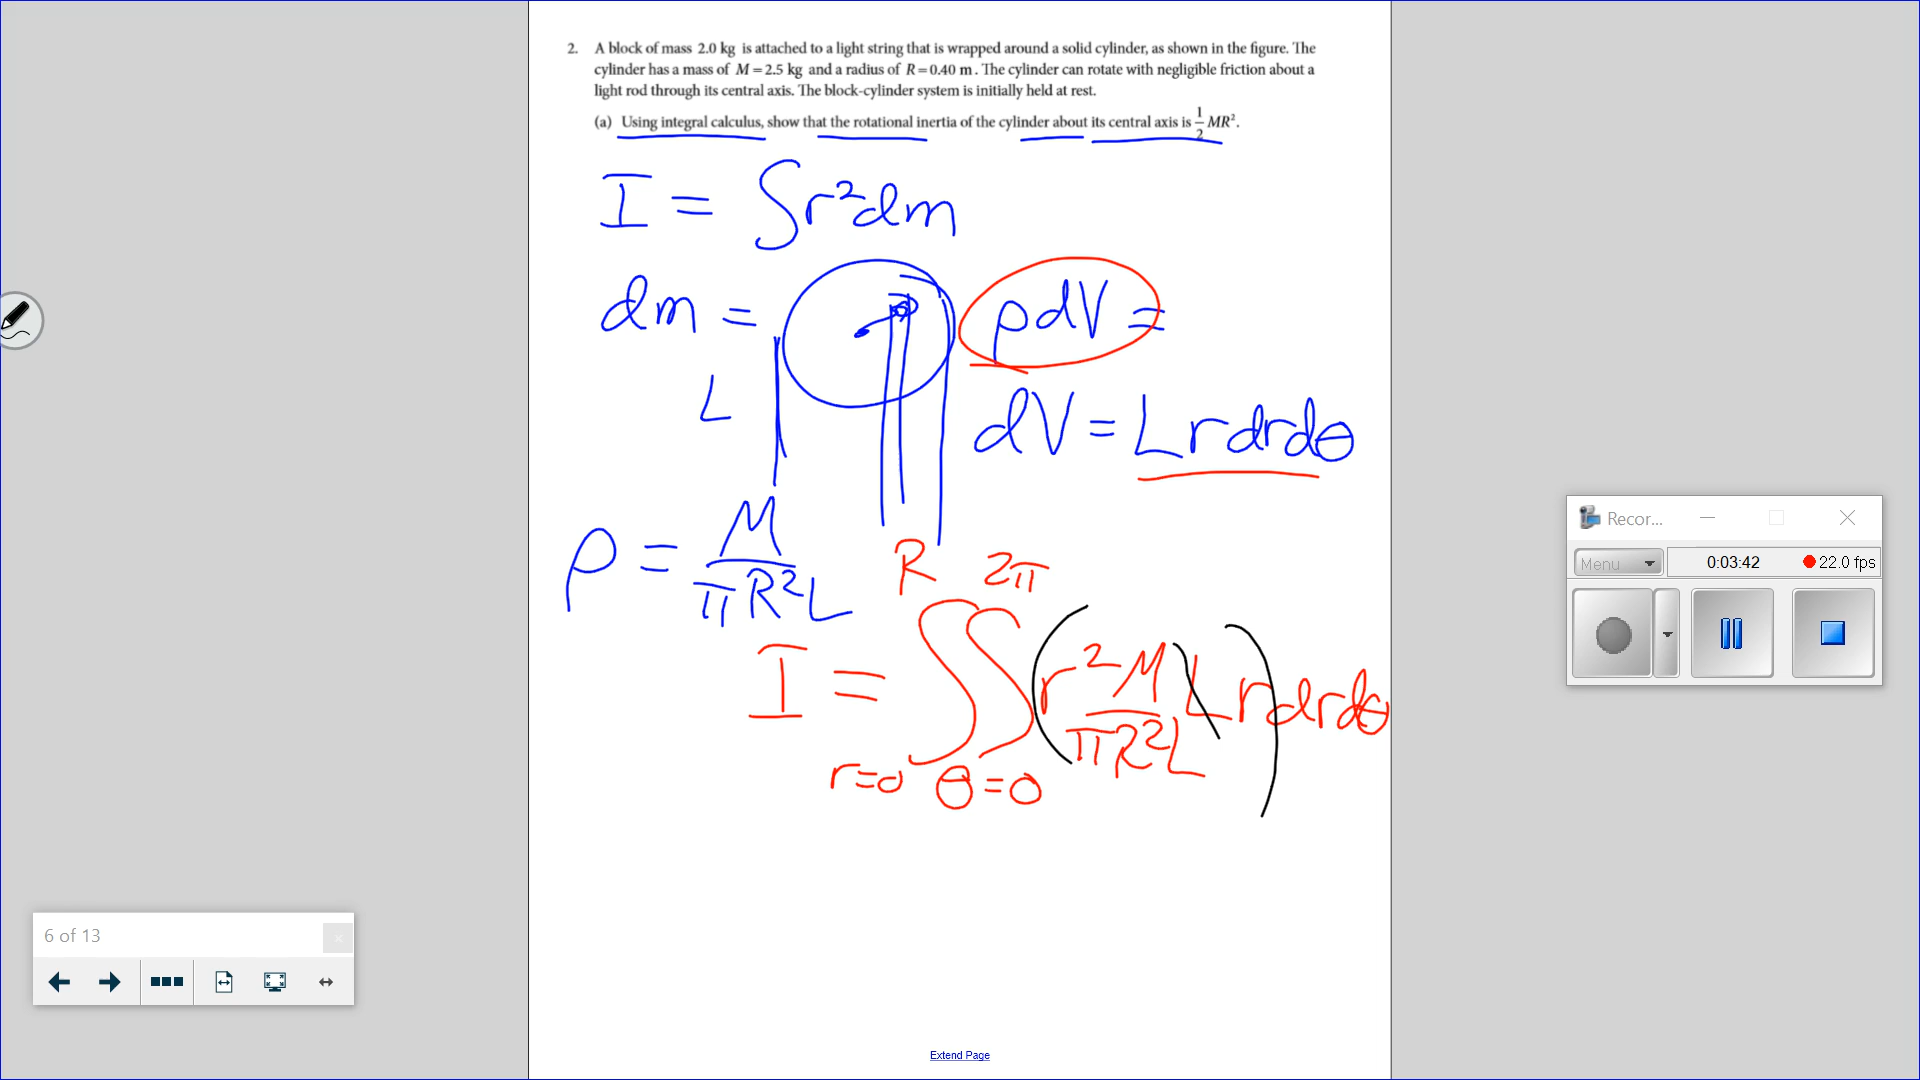 2. A block of mass 2.0 kg is attached to a light string that is wrapped around a solid cylinder, as shown in the figure. The
cylinder has a mass of M = 2.5 kg and a radius of R = 0.40 m. The cylinder can rotate with negligible friction about a
light rod through its central axis. The block-cylinder system is initially held at rest.
(a) Using integral calculus, show that the rotational inertia of the cylinder about its central axis is 1/2 MR².
I = ∫r²dm
dm =
ρdV =
L
dV = Lrdrdθ
ρ = M/πR²L
R 2π
I = ∫∫(r² M/πR²L Lr)drdθ
r=0 θ=0
Recor...
Menu
0:03:42
22.0 fps
6 of 13
Extend Page